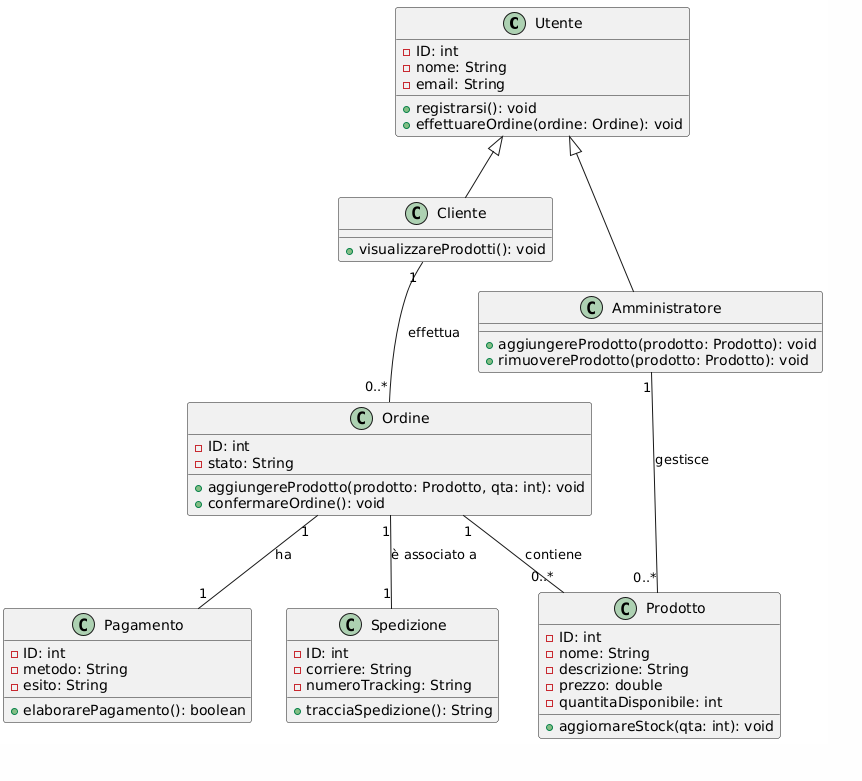 C Utente
ID: int
nome: String
email: String
registrarsi(): void
effettuareOrdine(ordine: Ordine): void
C Cliente
visualizzareProdotti(): void
1
effettua
0..*
C Amministratore
aggiungereProdotto(prodotto: Prodotto): void
rimuovereProdotto(prodotto: Prodotto): void
1
gestisce
0..*
C Ordine
ID: int
stato: String
aggiungereProdotto(prodotto: Prodotto, qta: int): void
confermareOrdine(): void
1
ha
1
1
è associato a
1
1
contiene
0..*
C Pagamento
ID: int
metodo: String
esito: String
elaborarePagamento(): boolean
C Spedizione
ID: int
corriere: String
numeroTracking: String
tracciaSpedizione(): String
C Prodotto
ID: int
nome: String
descrizione: String
prezzo: double
quantitaDisponibile: int
aggiornareStock(qta: int): void